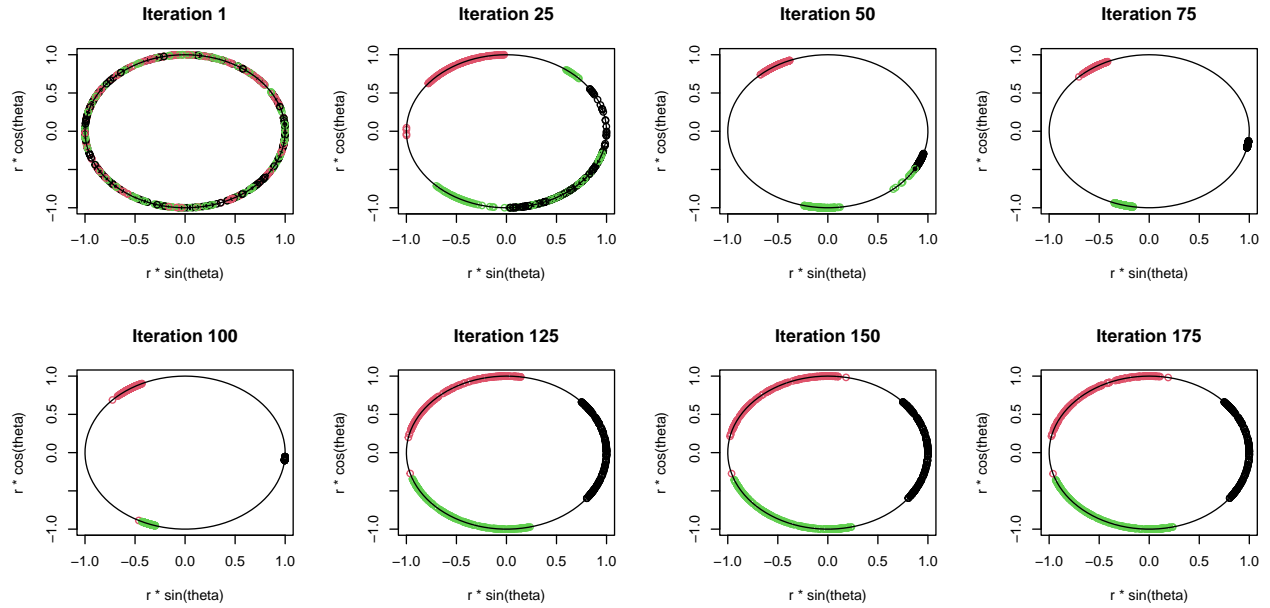 Iteration 1
Iteration 25
Iteration 50
Iteration 75
r * cos(theta)
1.0
0.5
0.0
−1.0
−1.0 −0.5 0.0 0.5 1.0
r * sin(theta)
r * cos(theta)
1.0
0.5
0.0
−1.0
−1.0 −0.5 0.0 0.5 1.0
r * sin(theta)
r * cos(theta)
1.0
0.5
0.0
−1.0
−1.0 −0.5 0.0 0.5 1.0
r * sin(theta)
r * cos(theta)
1.0
0.5
0.0
−1.0
−1.0 −0.5 0.0 0.5 1.0
r * sin(theta)
Iteration 100
Iteration 125
Iteration 150
Iteration 175
r * cos(theta)
1.0
0.5
0.0
−1.0
−1.0 −0.5 0.0 0.5 1.0
r * sin(theta)
r * cos(theta)
1.0
0.5
0.0
−1.0
−1.0 −0.5 0.0 0.5 1.0
r * sin(theta)
r * cos(theta)
1.0
0.5
0.0
−1.0
−1.0 −0.5 0.0 0.5 1.0
r * sin(theta)
r * cos(theta)
1.0
0.5
0.0
−1.0
−1.0 −0.5 0.0 0.5 1.0
r * sin(theta)